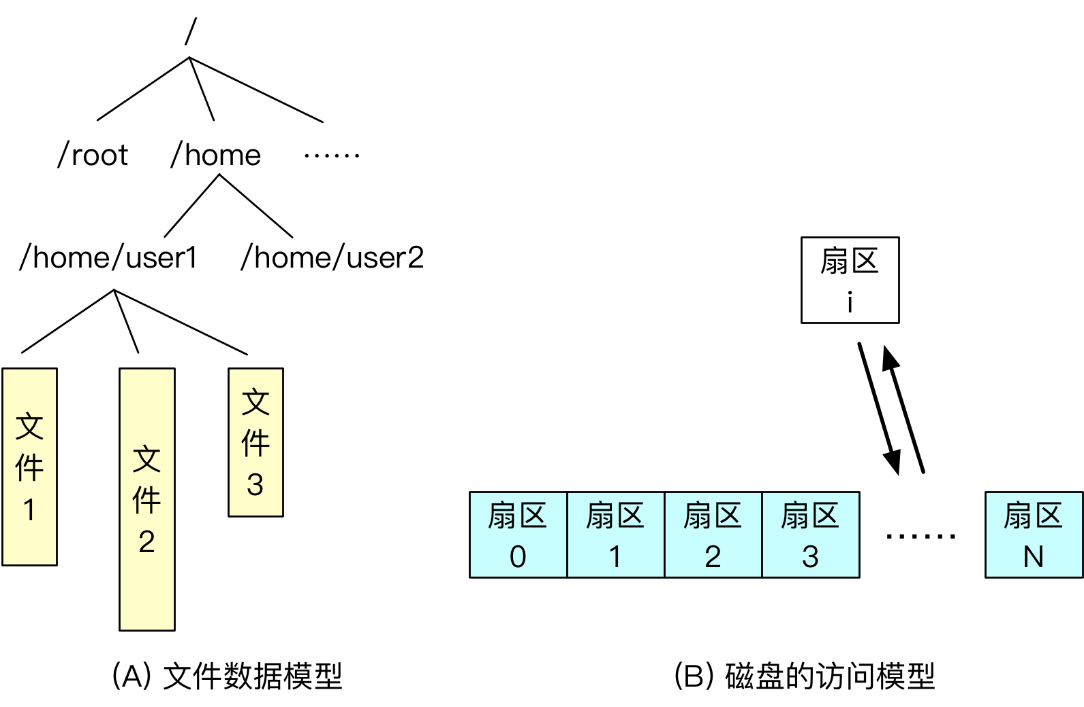 /
/root /home ······
/home/user1 /home/user2
文件1
文件2
文件3
(A) 文件数据模型
扇区
i
扇区 扇区 扇区 扇区 ······ 扇区
0 1 2 3 N
(B) 磁盘的访问模型